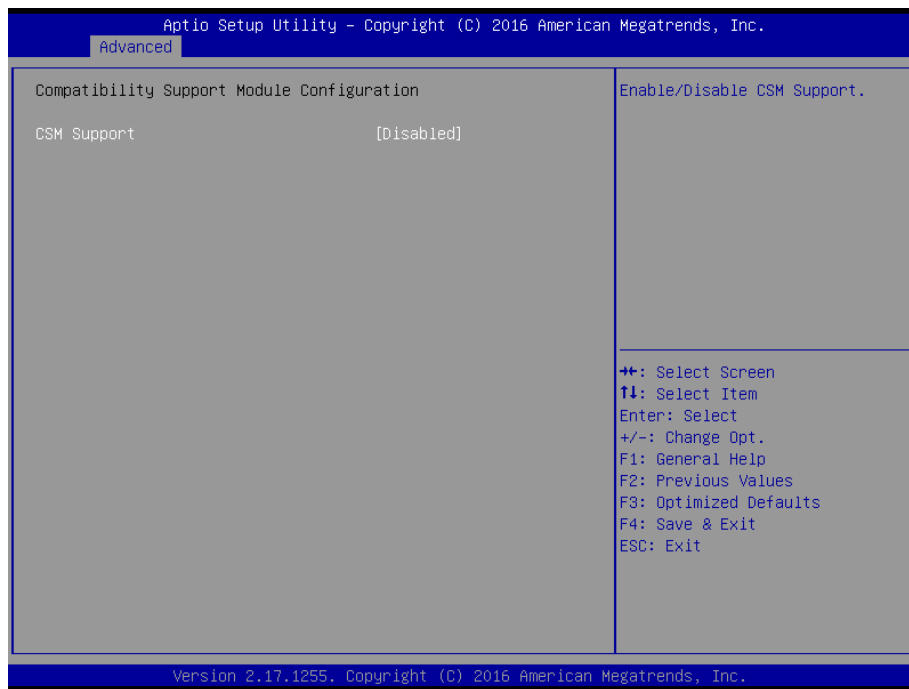 Aptio Setup Utility – Copyright (C) 2016 American Megatrends, Inc.
Advanced
Compatibility Support Module Configuration
CSM Support [Disabled]
Enable/Disable CSM Support.
→←: Select Screen
↑↓: Select Item
Enter: Select
+/-: Change Opt.
F1: General Help
F2: Previous Values
F3: Optimized Defaults
F4: Save & Exit
ESC: Exit
Version 2.17.1255. Copyright (C) 2016 American Megatrends, Inc.